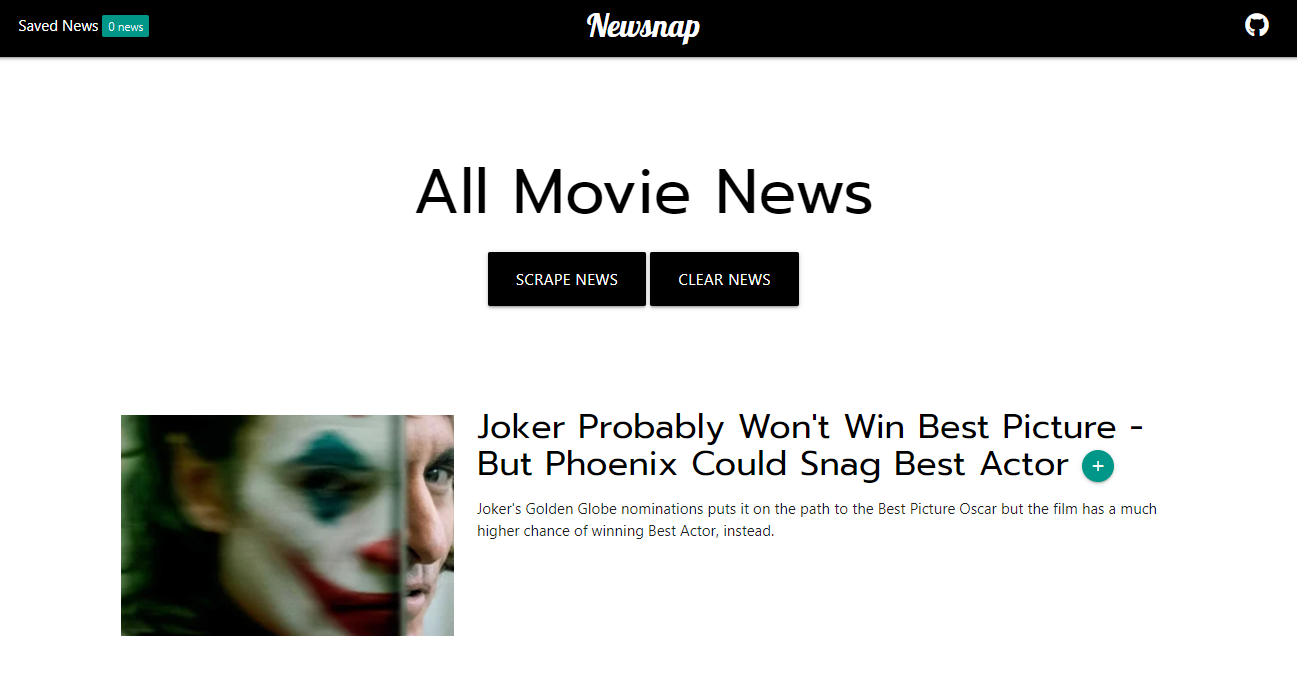 Saved News 0 news
Newsnap
All Movie News
SCRAPE NEWS CLEAR NEWS
Joker Probably Won't Win Best Picture -
But Phoenix Could Snag Best Actor +
Joker's Golden Globe nominations puts it on the path to the Best Picture Oscar but the film has a much
higher chance of winning Best Actor, instead.